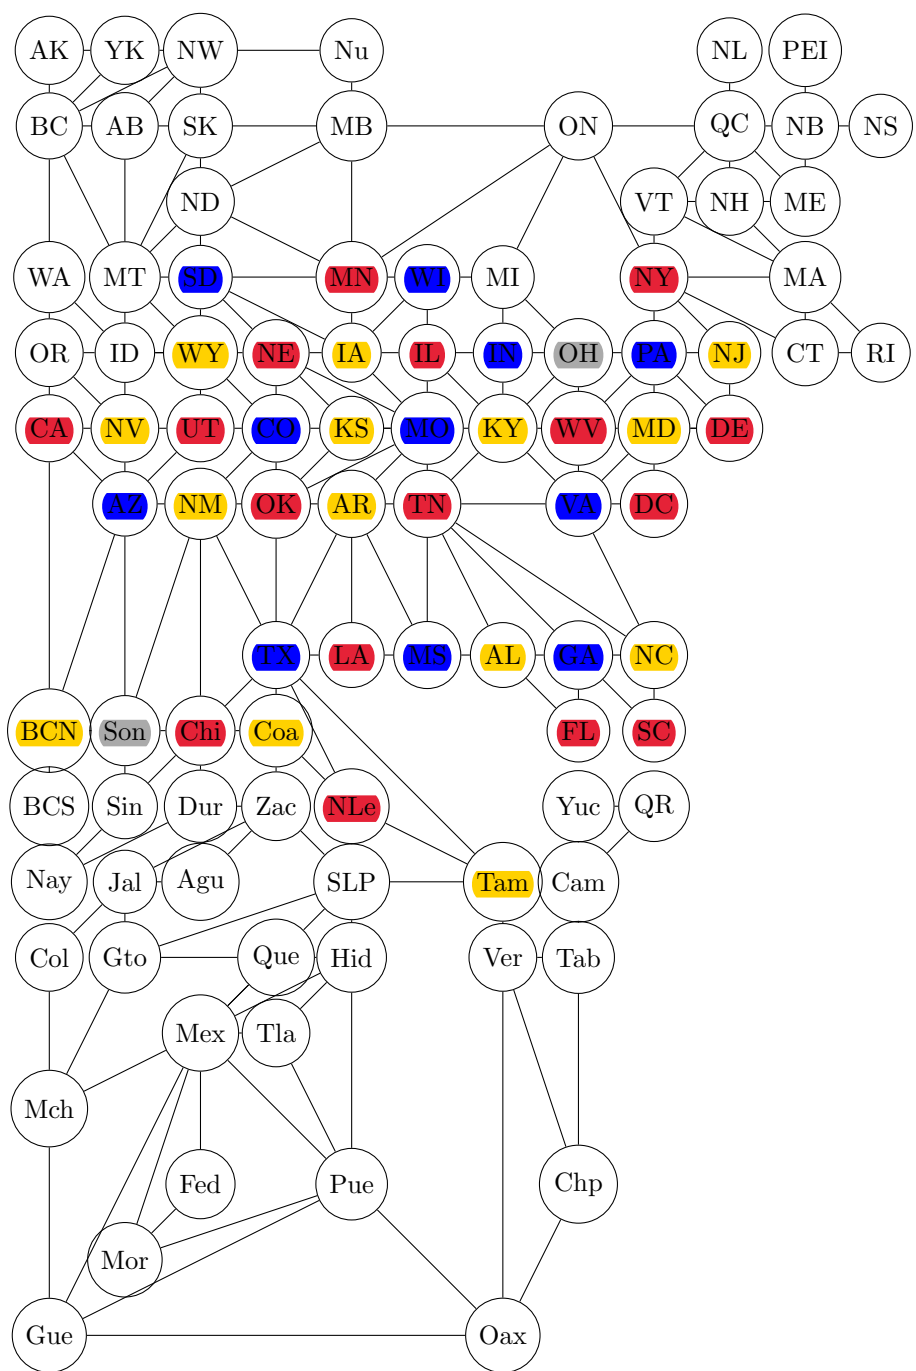 AK YK NW Nu NL PEI
BC AB SK MB ON QC NB NS
ND VT NH ME
WA MT SD MN WI MI NY MA
OR ID WY NE IA IL IN OH PA NJ CT RI
CA NV UT CO KS MO KY WV MD DE
AZ NM OK AR TN VA DC
TX LA MS AL GA NC
BCN Son Chi Coa FL SC
BCS Sin Dur Zac NLe Yuc QR
Nay Jal Agu SLP Tam Cam
Col Gto Que Hid Ver Tab
Mex Tla
Mch
Fed Pue Chp
Mor
Gue Oax